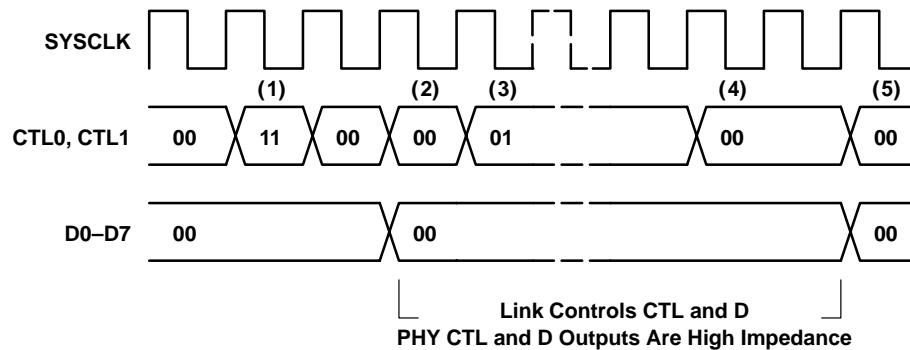 SYSCLK
(1) (2) (3) (4) (5)
CTL0, CTL1 00 11 00 00 01 00 00
D0–D7 00 00 00
Link Controls CTL and D
PHY CTL and D Outputs Are High Impedance